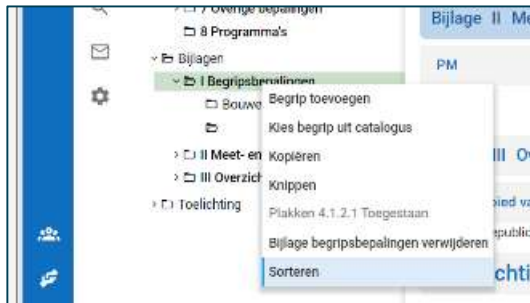 7 Overige bepalingen
8 Programma's
Bijlagen
I Begripsbepalingen
Bouwe
II Meet- en
III Overzich
Toelichting
Begrip toevoegen
Kies begrip uit catalogus
Kopiëren
Knippen
Plakken 4.1.2.1 Toegestaan
Bijlage begripsbepalingen verwijderen
Sorteren
Bijlage II Me
PM
III Ov
ied va
epublic
chti